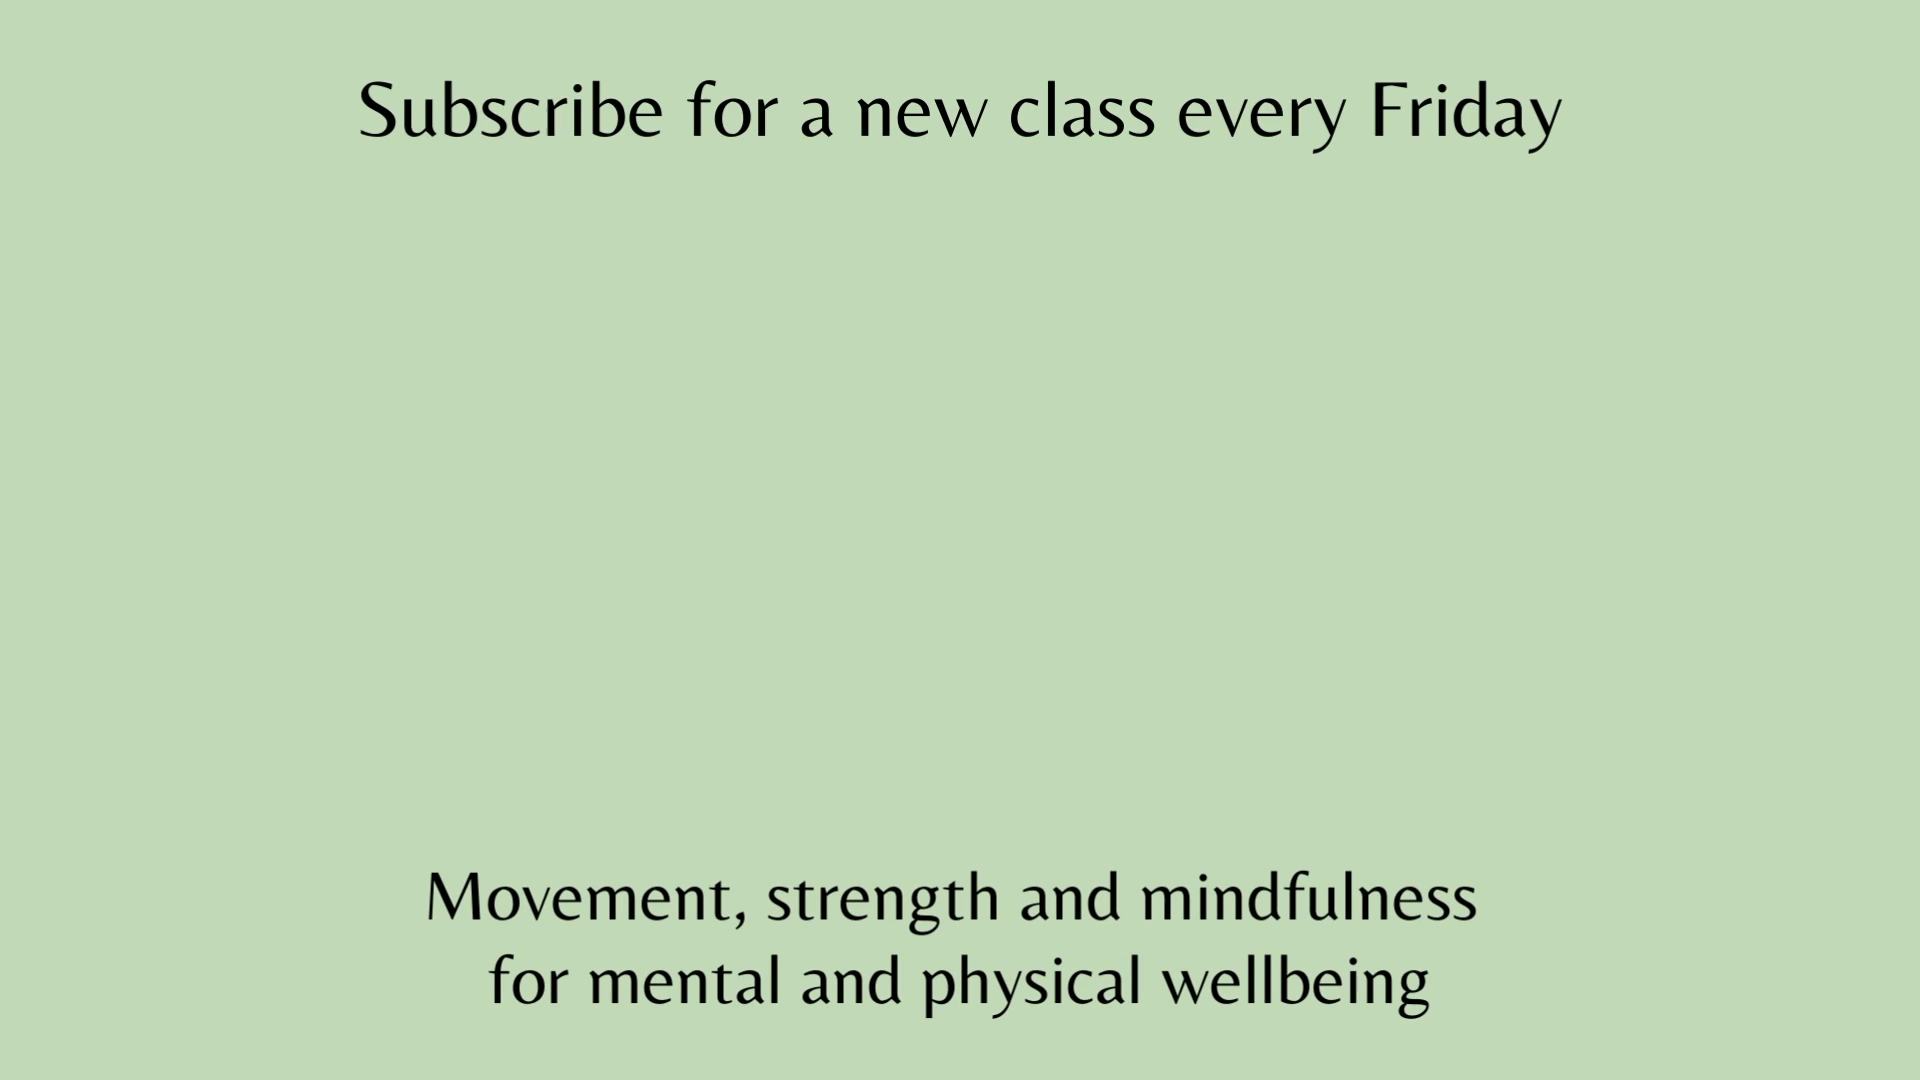 Subscribe for a new class every Friday
Movement, strength and mindfulness
for mental and physical wellbeing